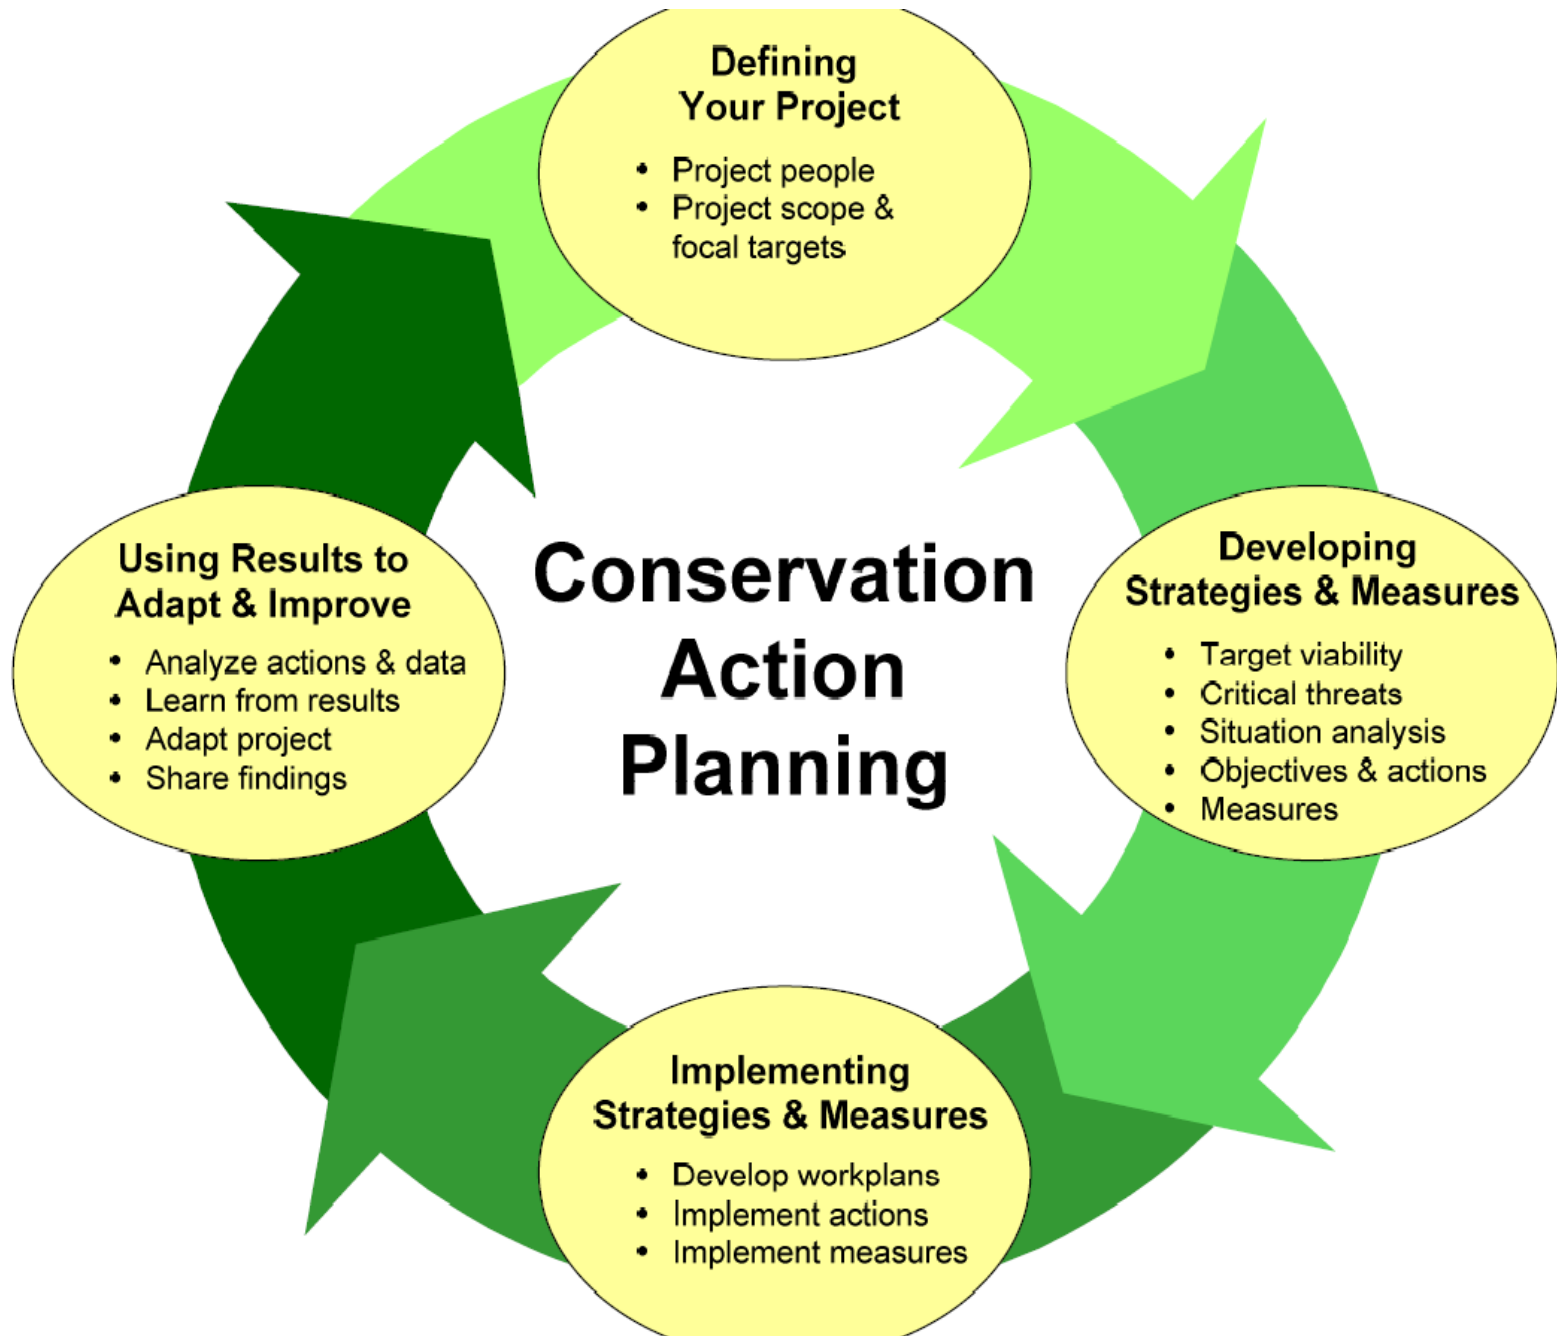 Defining
Your Project
• Project people
• Project scope &
focal targets
Developing
Strategies & Measures
• Target viability
• Critical threats
• Situation analysis
• Objectives & actions
• Measures
Implementing
Strategies & Measures
• Develop workplans
• Implement actions
• Implement measures
Using Results to
Adapt & Improve
• Analyze actions & data
• Learn from results
• Adapt project
• Share findings
Conservation
Action
Planning